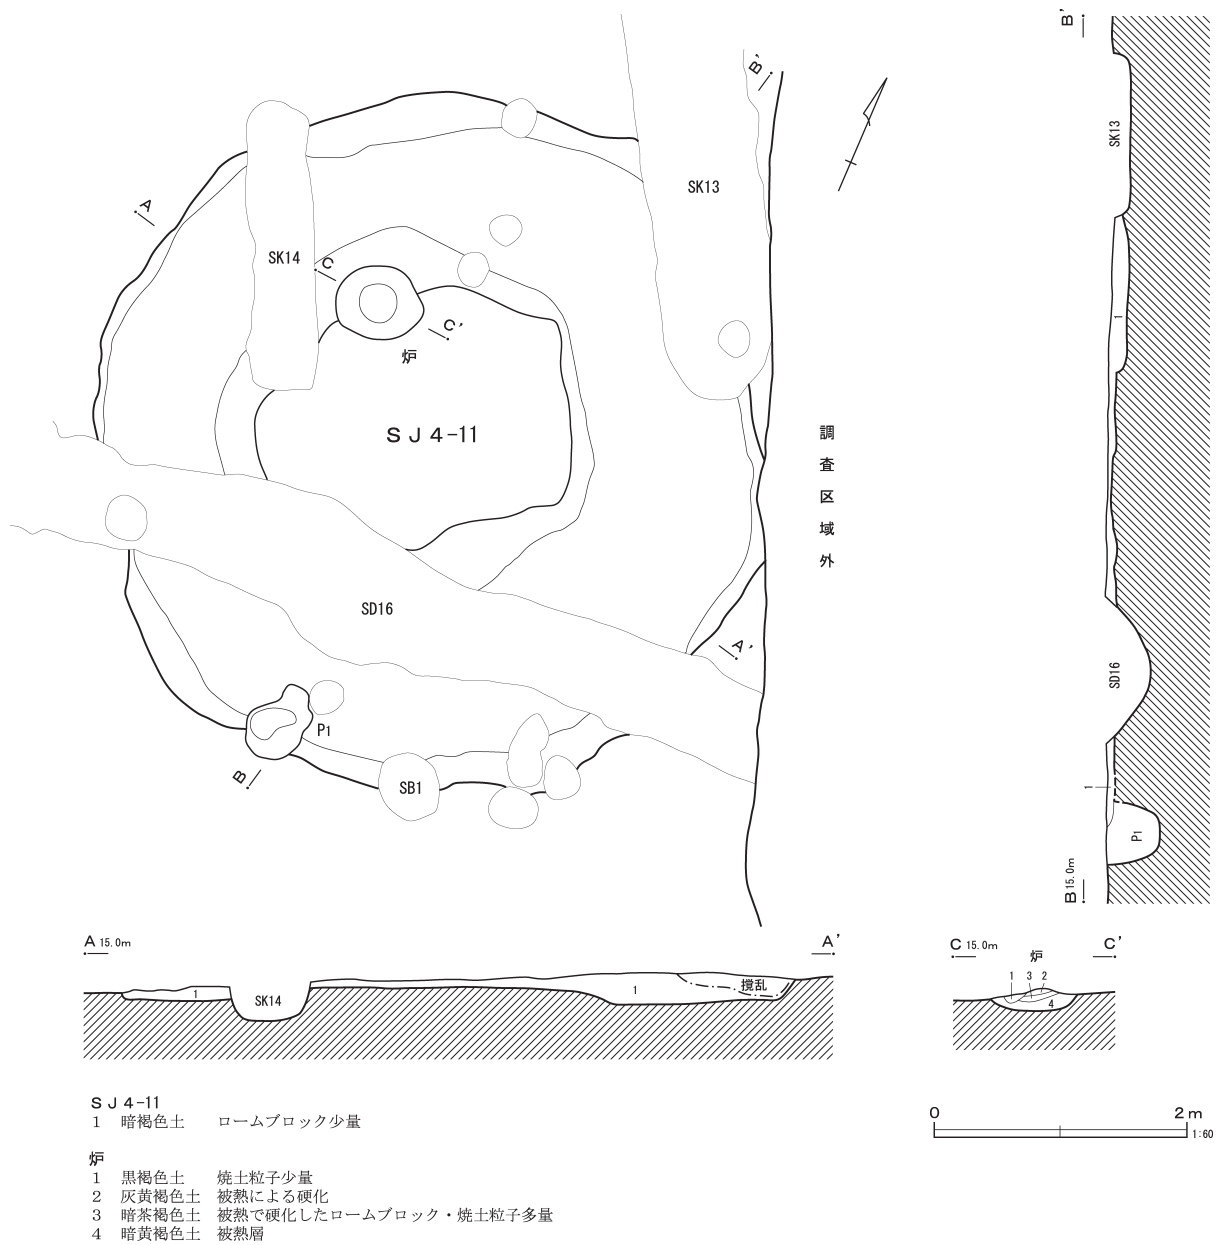 B'
B'
SK13
A
SK13
SK14
C
C'
炉
1
SJ4-11
調査区域外
SD16
A'
SD16
P1
B
SB1
1
P1
B 15.0m
A 15.0m
A'
C 15.0m
C'
炉
1 3 2
4
1
SK14
1
撹乱
SJ4-11
1 暗褐色土 ロームブロック少量
0 2m
1:60
炉
1 黒褐色土 焼土粒子少量
2 灰黄褐色土 被熱による硬化
3 暗茶褐色土 被熱で硬化したロームブロック・焼土粒子多量
4 暗黄褐色土 被熱層